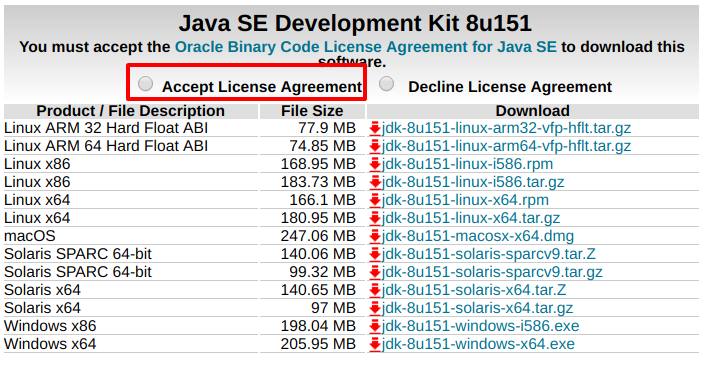 Java SE Development Kit 8u151
You must accept the Oracle Binary Code License Agreement for Java SE to download this
software.
Accept License Agreement Decline License Agreement
Product / File Description File Size Download
Linux ARM 32 Hard Float ABI 77.9 MB jdk-8u151-linux-arm32-vfp-hflt.tar.gz
Linux ARM 64 Hard Float ABI 74.85 MB jdk-8u151-linux-arm64-vfp-hflt.tar.gz
Linux x86 168.95 MB jdk-8u151-linux-i586.rpm
Linux x86 183.73 MB jdk-8u151-linux-i586.tar.gz
Linux x64 166.1 MB jdk-8u151-linux-x64.rpm
Linux x64 180.95 MB jdk-8u151-linux-x64.tar.gz
macOS 247.06 MB jdk-8u151-macosx-x64.dmg
Solaris SPARC 64-bit 140.06 MB jdk-8u151-solaris-sparcv9.tar.Z
Solaris SPARC 64-bit 99.32 MB jdk-8u151-solaris-sparcv9.tar.gz
Solaris x64 140.65 MB jdk-8u151-solaris-x64.tar.Z
Solaris x64 97 MB jdk-8u151-solaris-x64.tar.gz
Windows x86 198.04 MB jdk-8u151-windows-i586.exe
Windows x64 205.95 MB jdk-8u151-windows-x64.exe